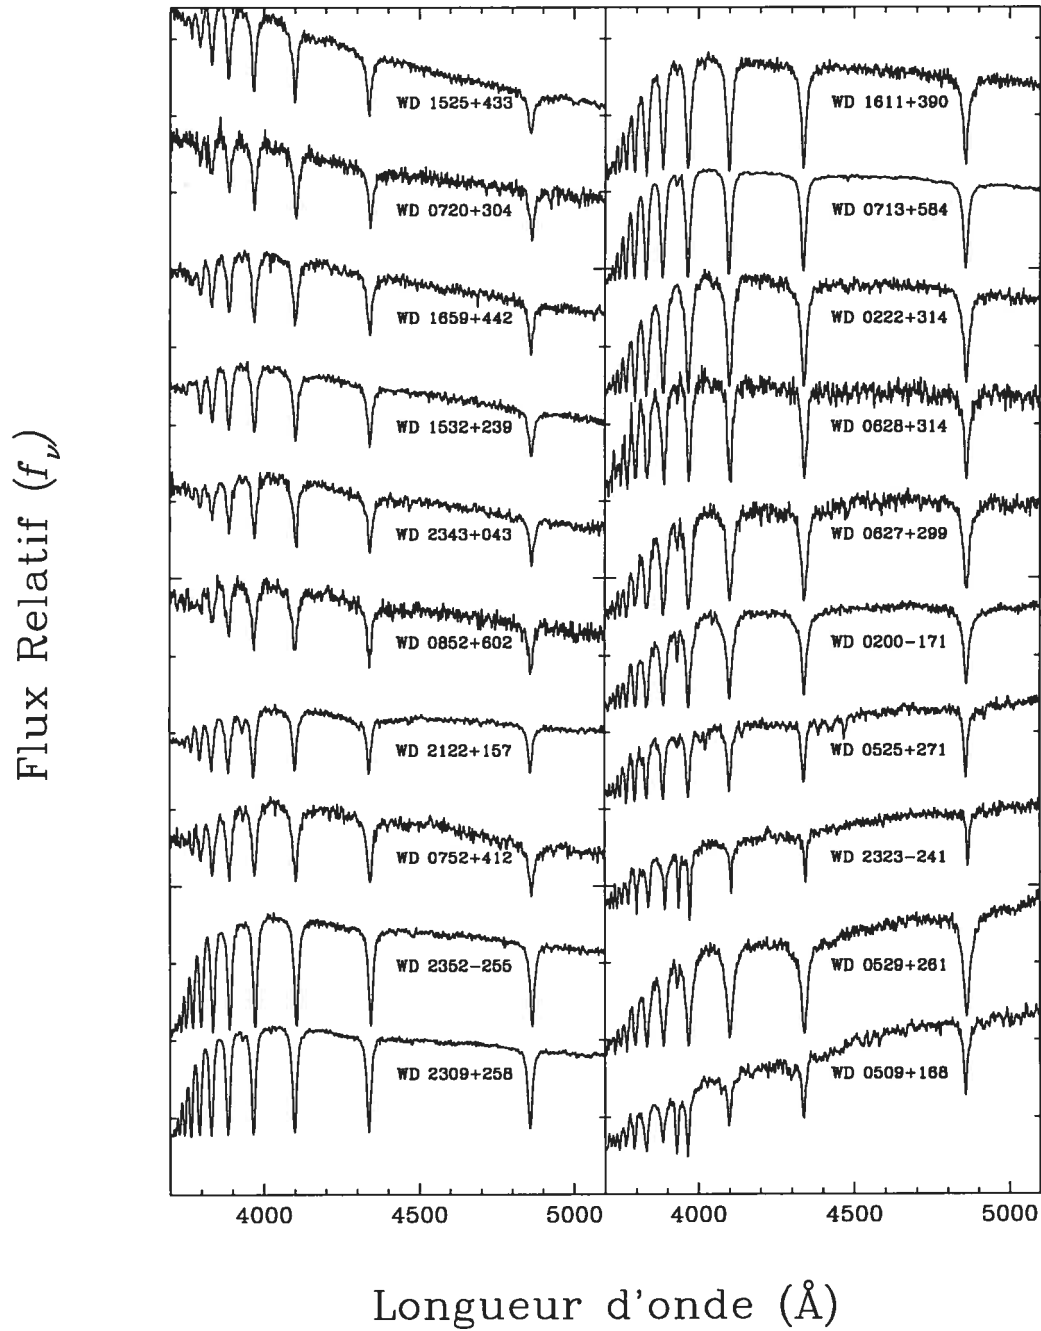 Flux Relatif (fν)
WD 1525+433
WD 0720+304
WD 1659+442
WD 1532+239
WD 2343+043
WD 0852+602
WD 2122+157
WD 0752+412
WD 2352-255
WD 2309+258
WD 1611+390
WD 0713+584
WD 0222+314
WD 0628+314
WD 0627+299
WD 0200-171
WD 0525+271
WD 2323-241
WD 0529+261
WD 0509+168
4000 4500 5000 4000 4500 5000
Longueur d'onde (Å)